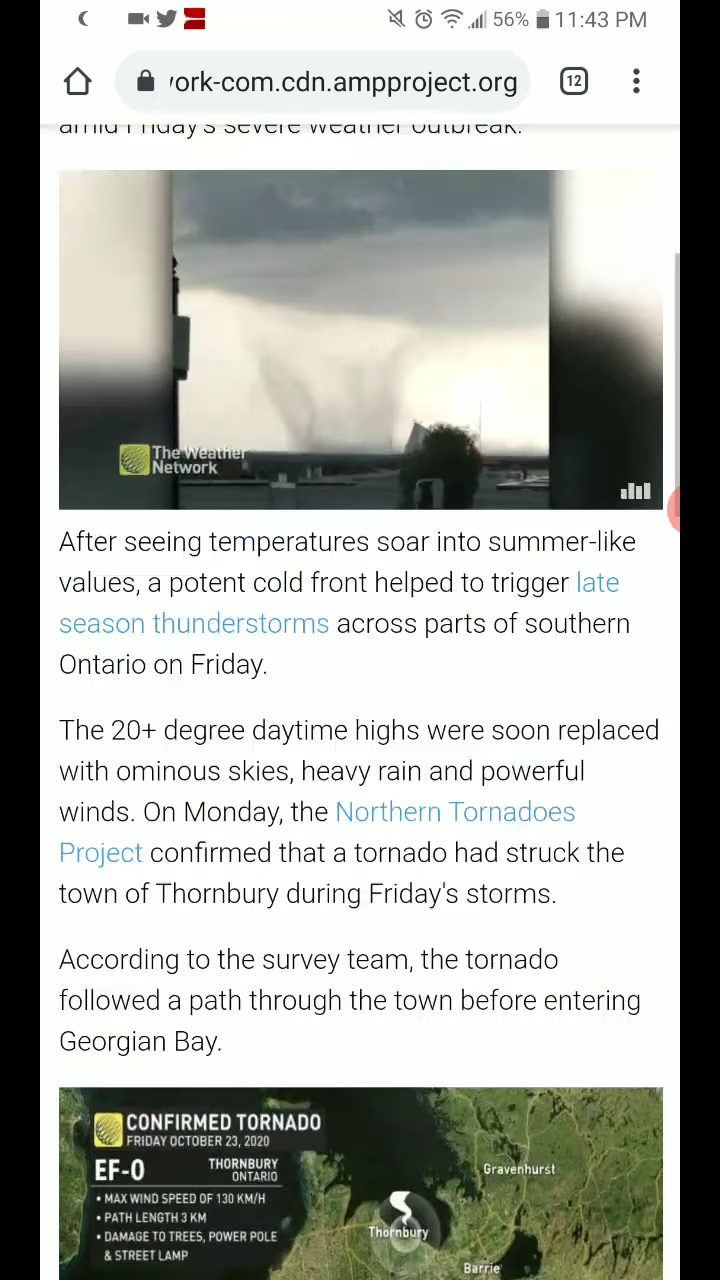 56% 11:43 PM
ork-com.cdn.ampproject.org
12
amid Friday's severe weather outbreak.
The Weather
Network
After seeing temperatures soar into summer-like
values, a potent cold front helped to trigger late
season thunderstorms across parts of southern
Ontario on Friday.
The 20+ degree daytime highs were soon replaced
with ominous skies, heavy rain and powerful
winds. On Monday, the Northern Tornadoes
Project confirmed that a tornado had struck the
town of Thornbury during Friday's storms.
According to the survey team, the tornado
followed a path through the town before entering
Georgian Bay.
CONFIRMED TORNADO
FRIDAY OCTOBER 23, 2020
EF-0 THORNBURY
ONTARIO
• MAX WIND SPEED OF 130 KM/H
• PATH LENGTH 3 KM
• DAMAGE TO TREES, POWER POLE
& STREET LAMP
Gravenhurst
Thornbury
Barrie